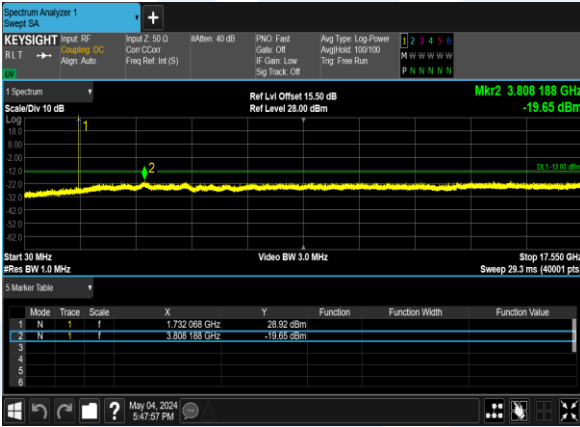 Spectrum Analyzer 1
Swept SA
+
KEYSIGHT Input: RF Input Z: 50 Ω #Atten: 40 dB PNO: Fast Avg Type: Log-Power 1 2 3 4 5 6
RLT Coupling: DC Corr CCorr Gate: Off Avg|Hold: 100/100 M W W W W W
Align: Auto Freq Ref: Int (S) IF Gain: Low Trig: Free Run
Sig Track: Off P N N N N N
1 Spectrum Ref Lvl Offset 15.50 dB Mkr2 3.808 188 GHz
Scale/Div 10 dB Ref Level 28.00 dBm -19.65 dBm
Log
18.0
8.00
-2.00
-12.0
-22.0
-32.0
-42.0
-52.0
-62.0
1
2
DL1 -13.00 dBm
Start 30 MHz Video BW 3.0 MHz Stop 17.550 GHz
#Res BW 1.0 MHz Sweep 29.3 ms (40001 pts
5 Marker Table
Mode Trace Scale X Y Function Function Width Function Value
1 N 1 f 1.732 068 GHz 28.92 dBm
2 N 1 f 3.808 188 GHz -19.65 dBm
3
4
5
6
? May 04, 2024
5:47:57 PM